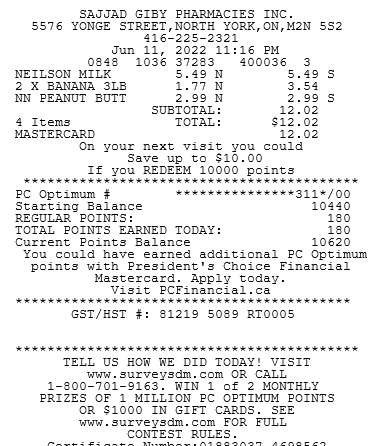 SAJJAD GIBY PHARMACIES INC.
5576 YONGE STREET,NORTH YORK,ON,M2N 5S2
416-225-2321
Jun 11, 2022 11:16 PM
0848 1036 37283 400036 3
NEILSON MILK 5.49 N 5.49 S
2 X BANANA 3LB 1.77 N 3.54
NN PEANUT BUTT 2.99 N 2.99 S
SUBTOTAL: 12.02
4 Items TOTAL: $12.02
MASTERCARD 12.02
On your next visit you could
Save up to $10.00
If you REDEEM 10000 points
*******************************************
PC Optimum # ***************311*/00
Starting Balance 10440
REGULAR POINTS: 180
TOTAL POINTS EARNED TODAY: 180
Current Points Balance 10620
You could have earned additional PC Optimum
points with President's Choice Financial
Mastercard. Apply today.
Visit PCFinancial.ca
*******************************************
GST/HST #: 81219 5089 RT0005
*******************************************
TELL US HOW WE DID TODAY! VISIT
www.surveysdm.com OR CALL
1-800-701-9163. WIN 1 of 2 MONTHLY
PRIZES OF 1 MILLION PC OPTIMUM POINTS
OR $1000 IN GIFT CARDS. SEE
www.surveysdm.com FOR FULL
CONTEST RULES.
Certificate Number:01883037 4698562